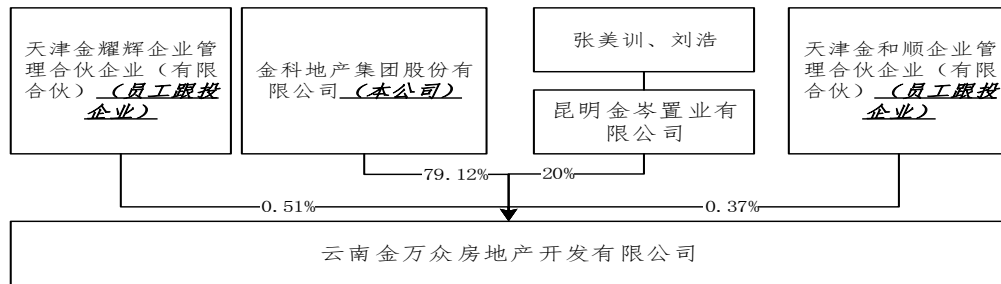 天津金耀辉企业管
理合伙企业（有限
合伙）（员工跟投
企业）
金科地产集团股份有
限公司（本公司）
张美训、刘浩
昆明金岑置业有
限公司
天津金和顺企业管
理合伙企业（有限
合伙）（员工跟投
企业）
79.12%
20%
0.51%
0.37%
云南金万众房地产开发有限公司